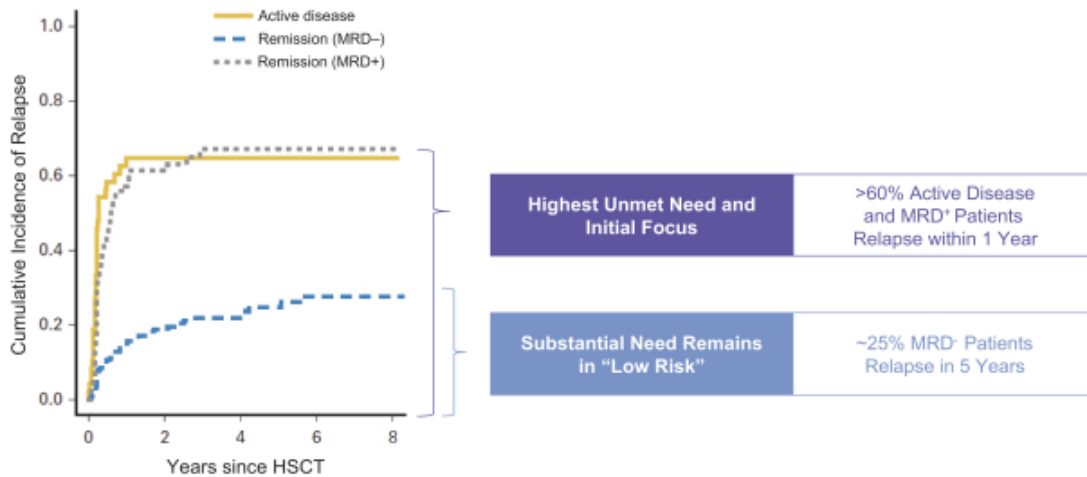 Active disease
Remission (MRD–)
Remission (MRD+)
Cumulative Incidence of Relapse
1.0
0.8
0.6
0.4
0.2
0.0
0
2
4
6
8
Years since HSCT
Highest Unmet Need and
Initial Focus
>60% Active Disease
and MRD⁺ Patients
Relapse within 1 Year
Substantial Need Remains
in “Low Risk”
~25% MRD⁻ Patients
Relapse in 5 Years